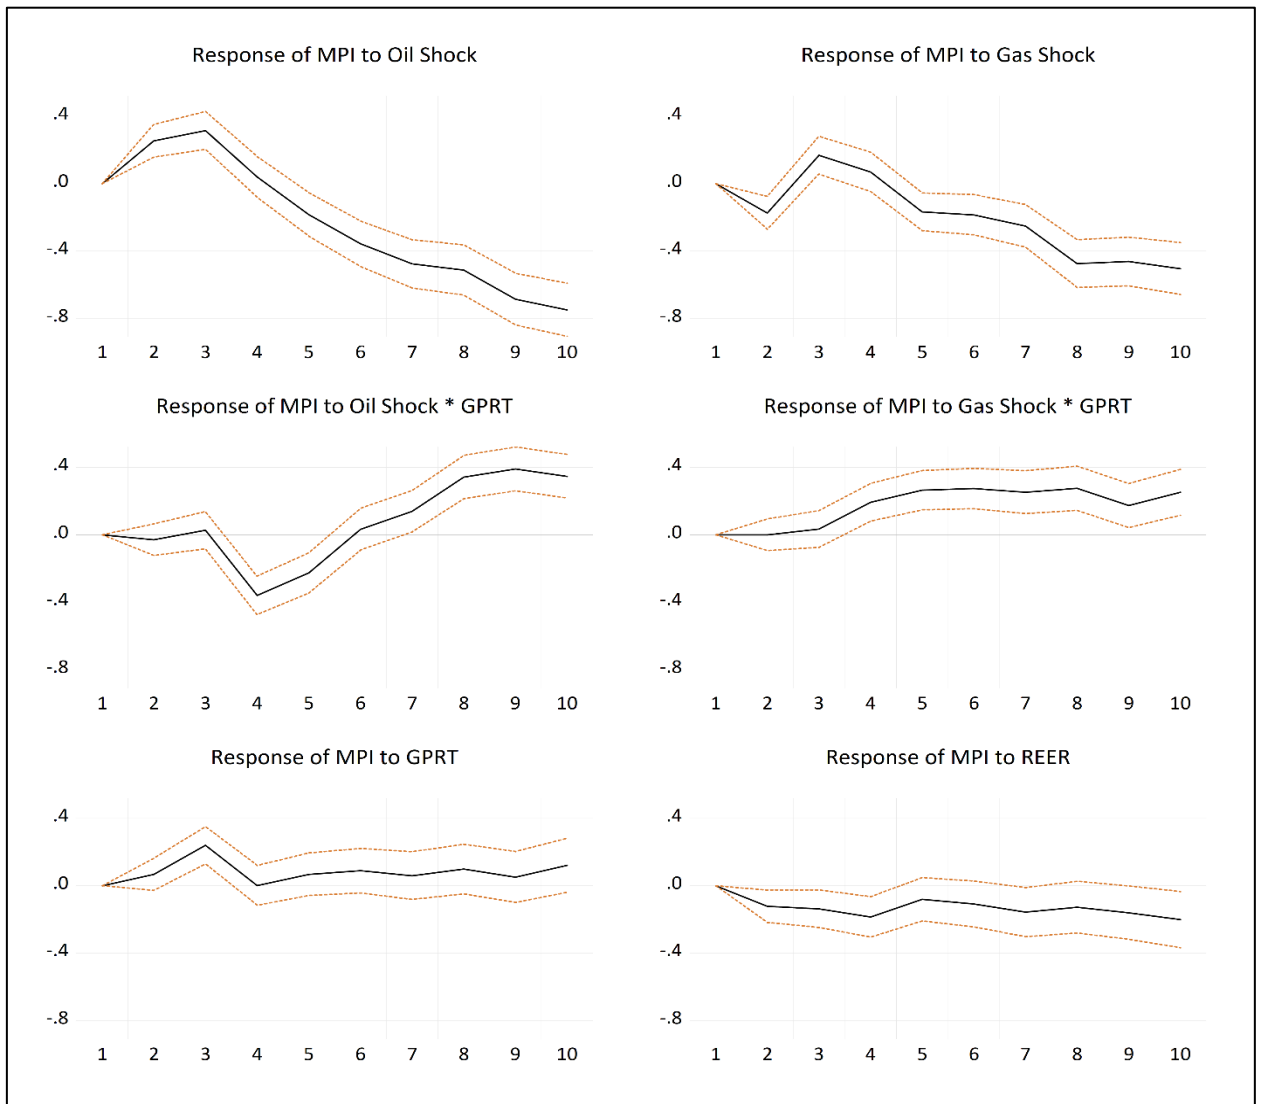 Response of MPI to Oil Shock
.4
.0
-.4
-.8
1 2 3 4 5 6 7 8 9 10
Response of MPI to Gas Shock
.4
.0
-.4
-.8
1 2 3 4 5 6 7 8 9 10
Response of MPI to Oil Shock * GPRT
.4
.0
-.4
-.8
1 2 3 4 5 6 7 8 9 10
Response of MPI to Gas Shock * GPRT
.4
.0
-.4
-.8
1 2 3 4 5 6 7 8 9 10
Response of MPI to GPRT
.4
.0
-.4
-.8
1 2 3 4 5 6 7 8 9 10
Response of MPI to REER
.4
.0
-.4
-.8
1 2 3 4 5 6 7 8 9 10